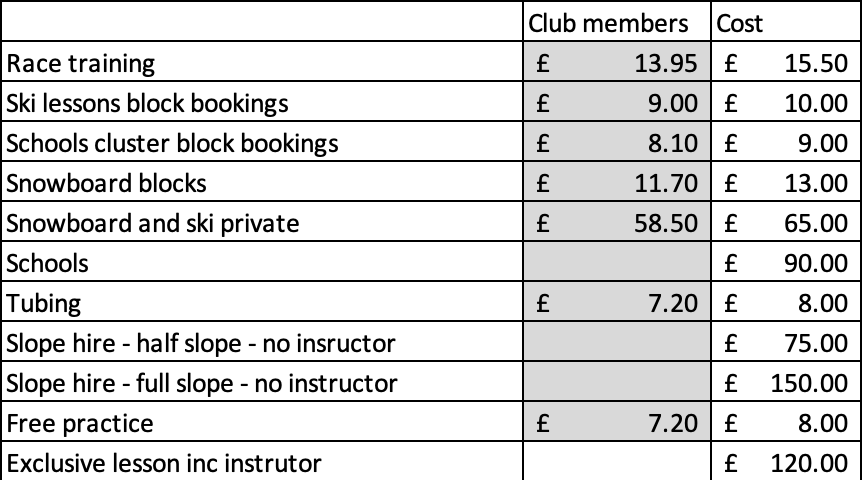 Club members Cost
Race training £ 13.95 £ 15.50
Ski lessons block bookings £ 9.00 £ 10.00
Schools cluster block bookings £ 8.10 £ 9.00
Snowboard blocks £ 11.70 £ 13.00
Snowboard and ski private £ 58.50 £ 65.00
Schools £ 90.00
Tubing £ 7.20 £ 8.00
Slope hire - half slope - no insructor £ 75.00
Slope hire - full slope - no instructor £ 150.00
Free practice £ 7.20 £ 8.00
Exclusive lesson inc instrutor £ 120.00